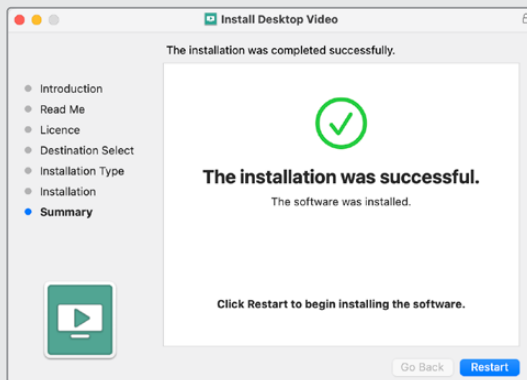 Install Desktop Video
The installation was completed successfully.
Introduction
Read Me
Licence
Destination Select
Installation Type
Installation
Summary
The installation was successful.
The software was installed.
Click Restart to begin installing the software.
Go Back
Restart